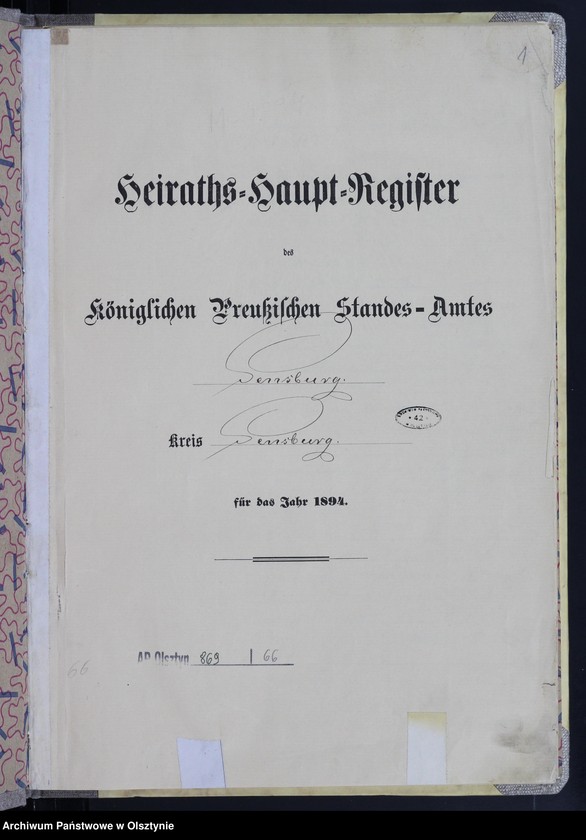 1
Heiraths-Haupt-Register
des
Königlichen Preußischen Standes-Amtes
Sensburg.
Kreis Sensburg.
42
für das Jahr 1894.
AP Olsztyn 869 / 66
66
Archiwum Państwowe w Olsztynie